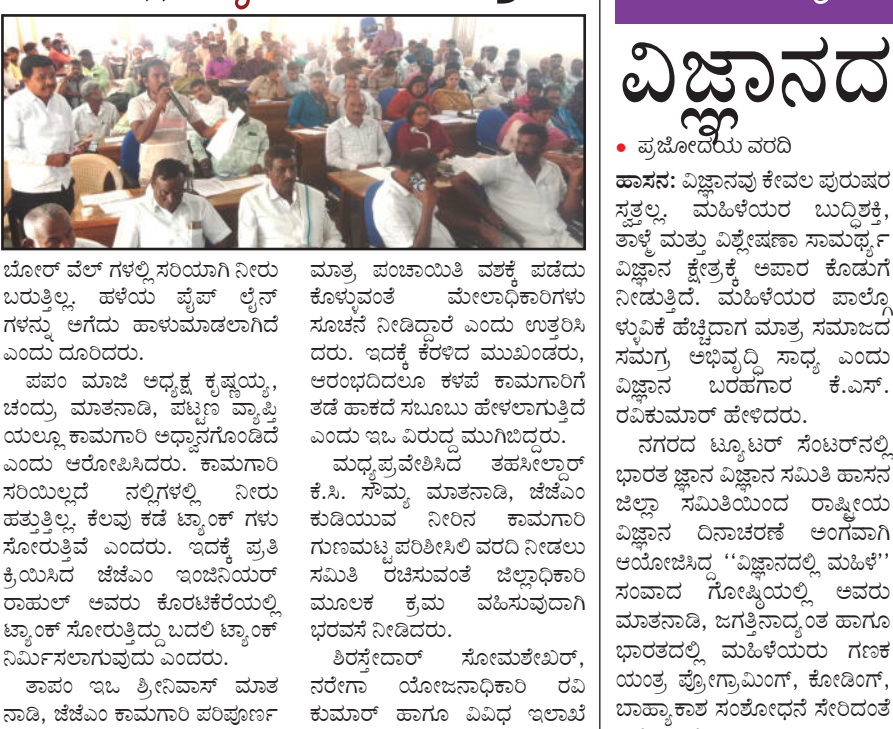 ಬೋರ್ ವೆಲ್ ಗಳಲ್ಲಿ ಸರಿಯಾಗಿ ನೀರು
ಬರುತ್ತಿಲ್ಲ. ಹಳೆಯ ಪೈಪ್ ಲೈನ್
ಗಳನ್ನು ಅಗೆದು ಹಾಳುಮಾಡಲಾಗಿದೆ
ಎಂದು ದೂರಿದರು.
ಪಪಂ ಮಾಜಿ ಅಧ್ಯಕ್ಷ ಕೃಷ್ಣಯ್ಯ,
ಚಂದ್ರು ಮಾತನಾಡಿ, ಪಟ್ಟಣ ವ್ಯಾಪ್ತಿ
ಯಲ್ಲೂ ಕಾಮಗಾರಿ ಅಧ್ವಾನಗೊಂಡಿದೆ
ಎಂದು ಆರೋಪಿಸಿದರು. ಕಾಮಗಾರಿ
ಸರಿಯಿಲ್ಲದೆ ನಲ್ಲಿಗಳಲ್ಲಿ ನೀರು
ಹತ್ತುತ್ತಿಲ್ಲ. ಕೆಲವು ಕಡೆ ಟ್ಯಾಂಕ್ ಗಳು
ಸೋರುತ್ತಿವೆ ಎಂದರು. ಇದಕ್ಕೆ ಪ್ರತಿ
ಕ್ರಿಯಿಸಿದ ಜೆಜೆಎಂ ಇಂಜಿನಿಯರ್
ರಾಹುಲ್ ಅವರು ಕೊರಟಿಕೆರೆಯಲ್ಲಿ
ಟ್ಯಾಂಕ್ ಸೋರುತ್ತಿದ್ದು ಬದಲಿ ಟ್ಯಾಂಕ್
ನಿರ್ಮಿಸಲಾಗುವುದು ಎಂದರು.
ತಾಪಂ ಇಒ ಶ್ರೀನಿವಾಸ್ ಮಾತ
ನಾಡಿ, ಜೆಜೆಎಂ ಕಾಮಗಾರಿ ಪರಿಪೂರ್ಣ
ಮಾತ್ರ ಪಂಚಾಯಿತಿ ವಶಕ್ಕೆ ಪಡೆದು
ಕೊಳ್ಳುವಂತೆ ಮೇಲಾಧಿಕಾರಿಗಳು
ಸೂಚನೆ ನೀಡಿದ್ದಾರೆ ಎಂದು ಉತ್ತರಿಸಿ
ದರು. ಇದಕ್ಕೆ ಕೆರಳಿದ ಮುಖಂಡರು,
ಆರಂಭದಿದಲೂ ಕಳಪೆ ಕಾಮಗಾರಿಗೆ
ತಡೆ ಹಾಕದೆ ಸಬೂಬು ಹೇಳಲಾಗುತ್ತಿದೆ
ಎಂದು ಇಒ ವಿರುದ್ದ ಮುಗಿಬಿದ್ದರು.
ಮಧ್ಯಪ್ರವೇಶಿಸಿದ ತಹಸೀಲ್ದಾರ್
ಕೆ.ಸಿ. ಸೌಮ್ಯ ಮಾತನಾಡಿ, ಜೆಜೆಎಂ
ಕುಡಿಯುವ ನೀರಿನ ಕಾಮಗಾರಿ
ಗುಣಮಟ್ಟ ಪರಿಶೀಸಿಲಿ ವರದಿ ನೀಡಲು
ಸಮಿತಿ ರಚಿಸುವಂತೆ ಜಿಲ್ಲಾಧಿಕಾರಿ
ಮೂಲಕ ಕ್ರಮ ವಹಿಸುವುದಾಗಿ
ಭರವಸೆ ನೀಡಿದರು.
ಶಿರಸ್ತೇದಾರ್ ಸೋಮಶೇಖರ್,
ನರೇಗಾ ಯೋಜನಾಧಿಕಾರಿ ರವಿ
ಕುಮಾರ್ ಹಾಗೂ ವಿವಿಧ ಇಲಾಖೆ
ವಿಜ್ಞಾನದ
• ಪ್ರಜೋದಯ ವರದಿ
ಹಾಸನ: ವಿಜ್ಞಾನವು ಕೇವಲ ಪುರುಷರ
ಸ್ವತ್ತಲ್ಲ. ಮಹಿಳೆಯರ ಬುದ್ಧಿಶಕ್ತಿ,
ತಾಳ್ಮೆ ಮತ್ತು ವಿಶ್ಲೇಷಣಾ ಸಾಮರ್ಥ್ಯ
ವಿಜ್ಞಾನ ಕ್ಷೇತ್ರಕ್ಕೆ ಅಪಾರ ಕೊಡುಗೆ
ನೀಡುತ್ತಿದೆ. ಮಹಿಳೆಯರ ಪಾಲ್ಗೊ
ಳ್ಳುವಿಕೆ ಹೆಚ್ಚಿದಾಗ ಮಾತ್ರ ಸಮಾಜದ
ಸಮಗ್ರ ಅಭಿವೃದ್ಧಿ ಸಾಧ್ಯ ಎಂದು
ವಿಜ್ಞಾನ ಬರಹಗಾರ ಕೆ.ಎಸ್.
ರವಿಕುಮಾರ್ ಹೇಳಿದರು.
ನಗರದ ಟ್ಯೂಟರ್ ಸೆಂಟರ್‌ನಲ್ಲಿ
ಭಾರತ ಜ್ಞಾನ ವಿಜ್ಞಾನ ಸಮಿತಿ ಹಾಸನ
ಜಿಲ್ಲಾ ಸಮಿತಿಯಿಂದ ರಾಷ್ಟ್ರೀಯ
ವಿಜ್ಞಾನ ದಿನಾಚರಣೆ ಅಂಗವಾಗಿ
ಆಯೋಜಿಸಿದ್ದ ‘‘ವಿಜ್ಞಾನದಲ್ಲಿ ಮಹಿಳೆ’’
ಸಂವಾದ ಗೋಷ್ಠಿಯಲ್ಲಿ ಅವರು
ಮಾತನಾಡಿ, ಜಗತ್ತಿನಾದ್ಯಂತ ಹಾಗೂ
ಭಾರತದಲ್ಲಿ ಮಹಿಳೆಯರು ಗಣಕ
ಯಂತ್ರ ಪ್ರೋಗ್ರಾಮಿಂಗ್, ಕೋಡಿಂಗ್,
ಬಾಹ್ಯಾಕಾಶ ಸಂಶೋಧನೆ ಸೇರಿದಂತೆ